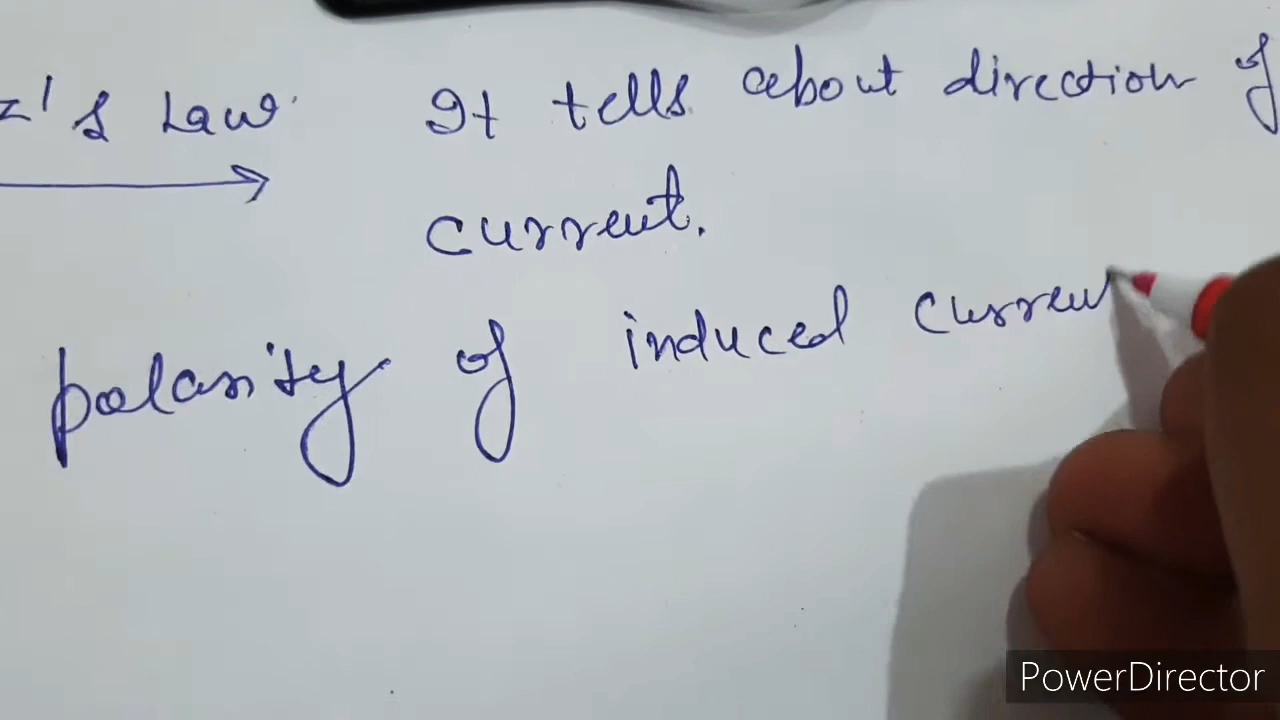 z's Law. It tells about direction of
current.
polarity of induced curren
PowerDirector